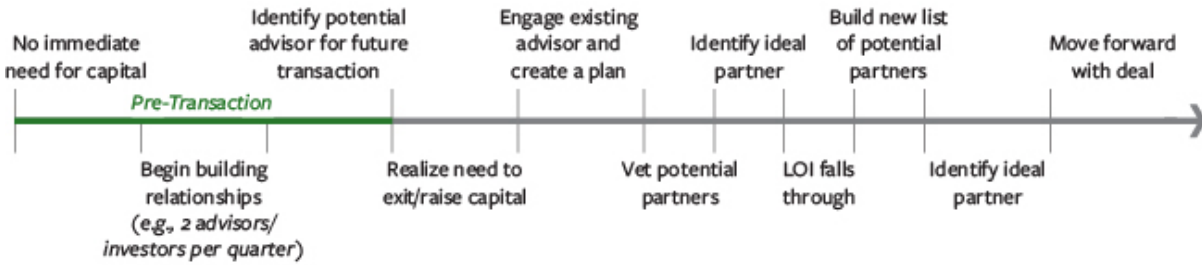 No immediate
need for capital
Pre-Transaction
Begin building
relationships
(e.g., 2 advisors/
investors per quarter)
Identify potential
advisor for future
transaction
Realize need to
exit/raise capital
Engage existing
advisor and
create a plan
Vet potential
partners
Identify ideal
partner
LOI falls
through
Build new list
of potential
partners
Identify ideal
partner
Move forward
with deal